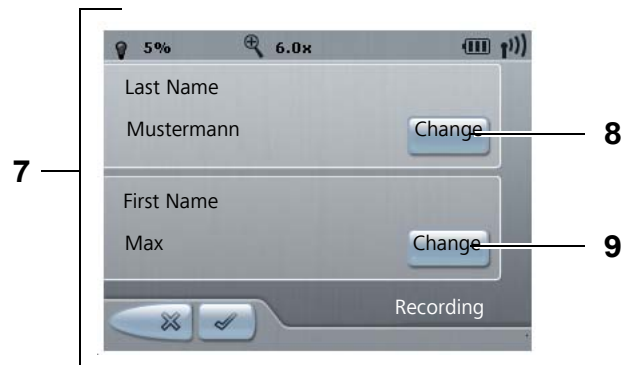 5% 6.0x
Last Name
Mustermann Change 8
7
First Name
Max Change 9
Recording